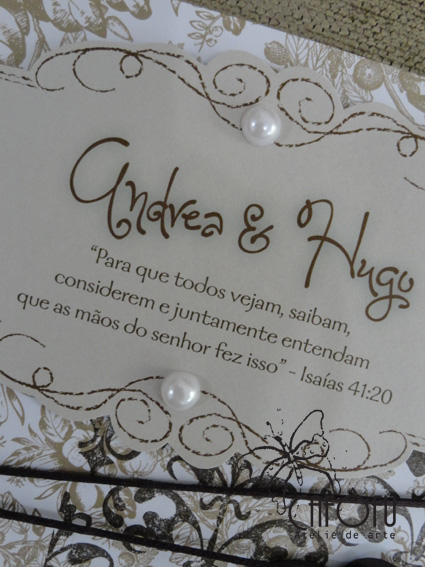 Andrea & Hugo
"Para que todos vejam, saibam,
considerem e juntamente entendam
que as mãos do senhor fez isso" - Isaías 41:20
Ateliê de arte